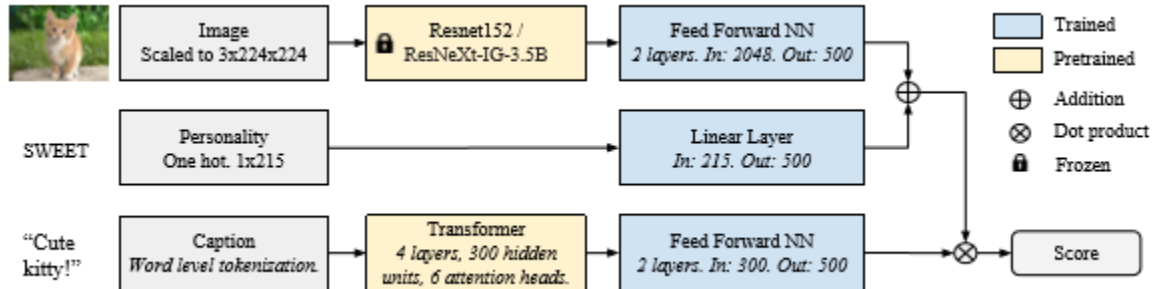 Image
Scaled to 3x224x224
Resnet152 /
ResNeXt-IG-3.5B
Feed Forward NN
2 layers. In: 2048. Out: 500
Trained
Pretrained
Addition
Dot product
Frozen
SWEET
Personality
One hot. 1x215
Linear Layer
In: 215. Out: 500
“Cute
kitty!”
Caption
Word level tokenization.
Transformer
4 layers, 300 hidden
units, 6 attention heads.
Feed Forward NN
2 layers. In: 300. Out: 500
Score